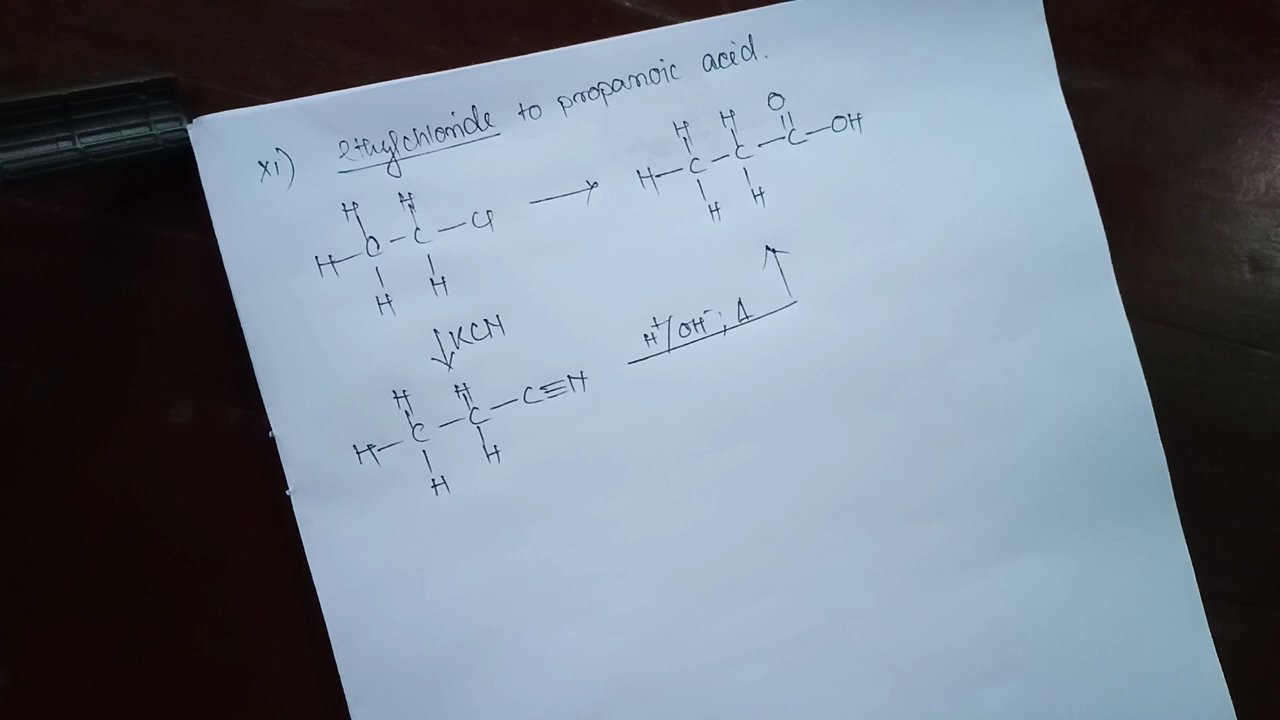 xi) ethylchloride to propanoic acid.
H H O
H-C-C-C-OH
H H
H H
H-C-C-Cl
H H
→
↓KCN
H⁺/OH⁻; Δ
H H
H-C-C-C≡N
H H